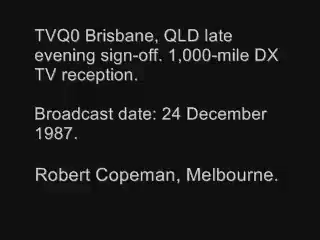 TVQ0 Brisbane, QLD late
evening sign-off. 1,000-mile DX
TV reception.
Broadcast date: 24 December
1987.
Robert Copeman, Melbourne.